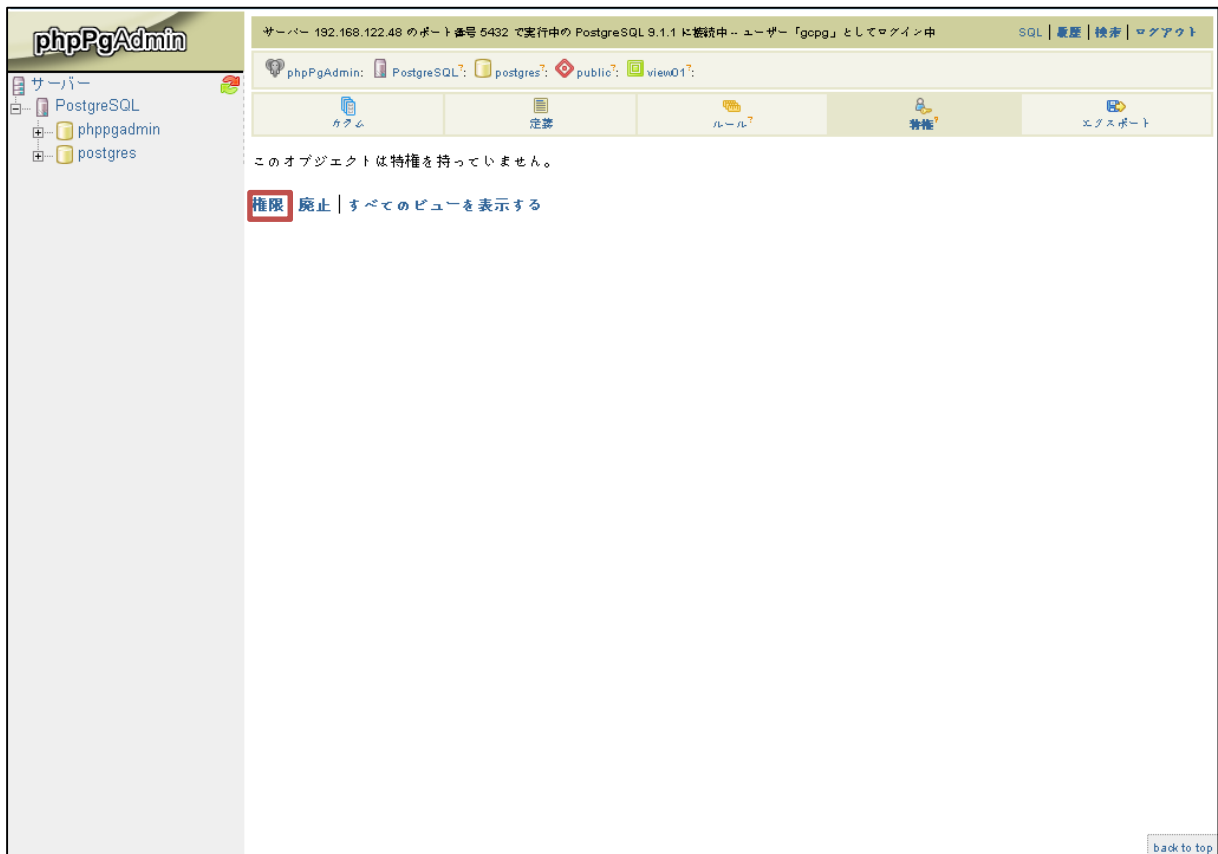 phpPgAdmin
サーバー
PostgreSQL
phppgadmin
postgres
サーバー 192.168.122.48 のポート番号 5432 で実行中の PostgreSQL 9.1.1 に接続中 -- ユーザー「gcpg」としてログイン中
SQL | 履歴 | 検索 | ログアウト
phpPgAdmin: PostgreSQL?: postgres?: public?: view01?:
カラム
定義
ルール?
特権?
エクスポート
このオブジェクトは特権を持っていません。
権限 廃止 | すべてのビューを表示する
back to top